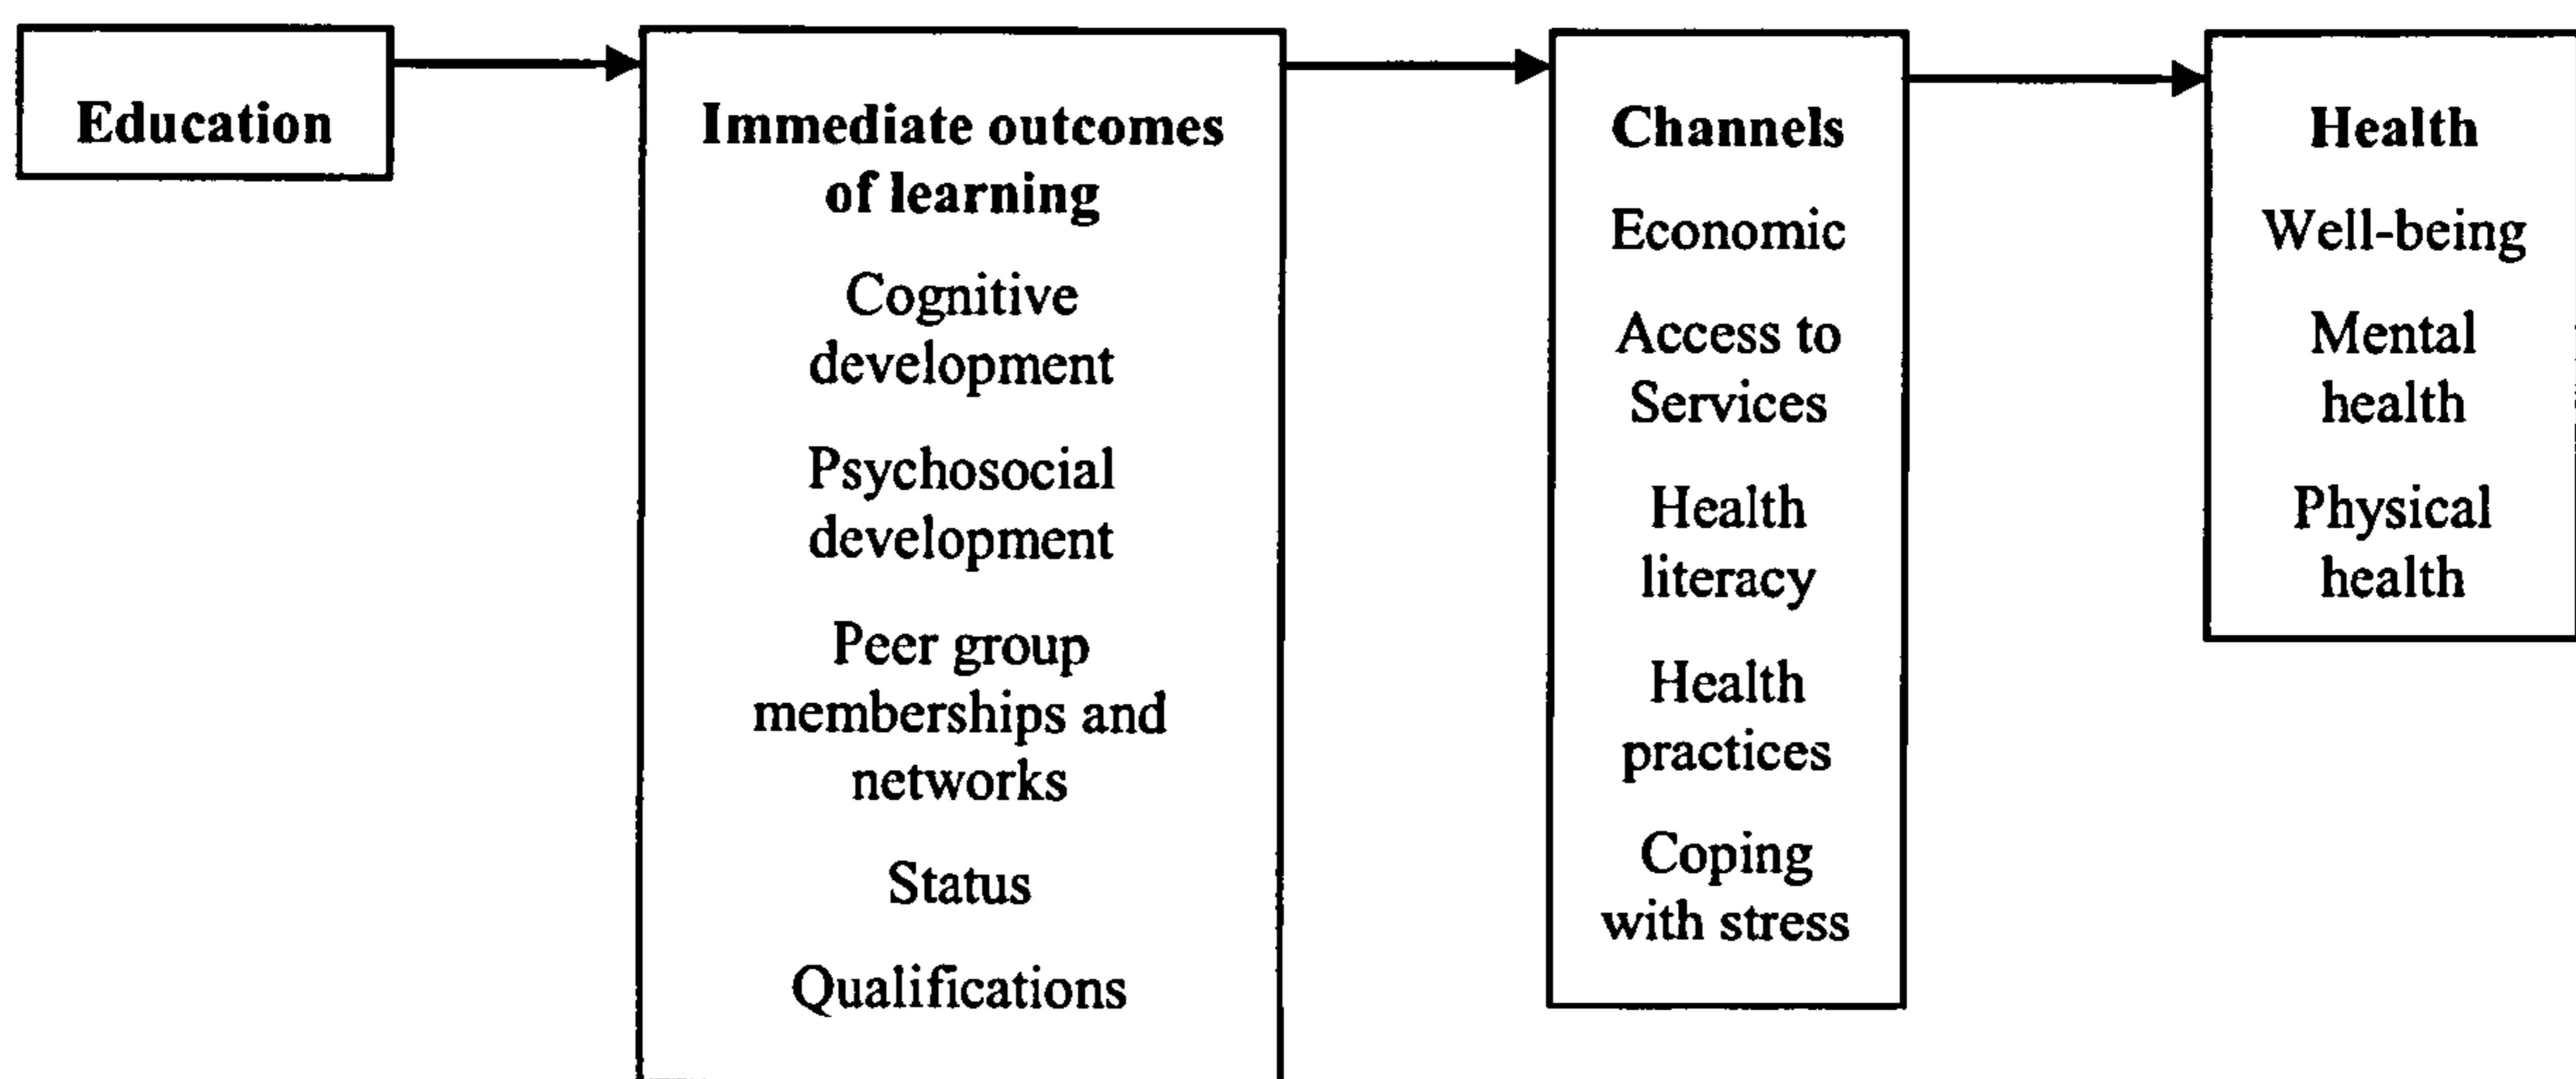 Education
Immediate outcomes
of learning
Cognitive
development
Psychosocial
development
Peer group
memberships and
networks
Status
Qualifications
Channels
Economic
Access to
Services
Health
literacy
Health
practices
Coping
with stress
Health
Well-being
Mental
health
Physical
health